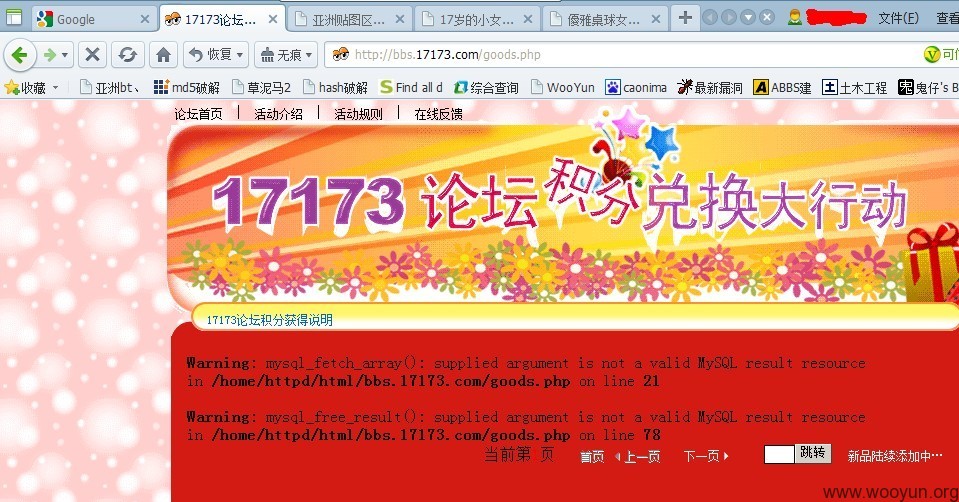 Google
17173论坛...
亚洲贴图区...
17岁的小女...
優雅桌球女...
文件(F)
查看
恢复
无痕
http://bbs.17173.com/goods.php
收藏
亚洲bt、
md5破解
草泥马2
hash破解
Find all d
综合查询
WooYun
caonima
最新漏洞
ABBS建
土木工程
鬼仔's B
论坛首页 | 活动介绍 | 活动规则 | 在线反馈
17173 论坛积分兑换大行动
17173论坛积分获得说明
Warning: mysql_fetch_array(): supplied argument is not a valid MySQL result resource
in /home/httpd/html/bbs.17173.com/goods.php on line 21
Warning: mysql_free_result(): supplied argument is not a valid MySQL result resource
in /home/httpd/html/bbs.17173.com/goods.php on line 78
当前第 页 首页 上一页 下一页 跳转 新品陆续添加中…
www.wooyun.org